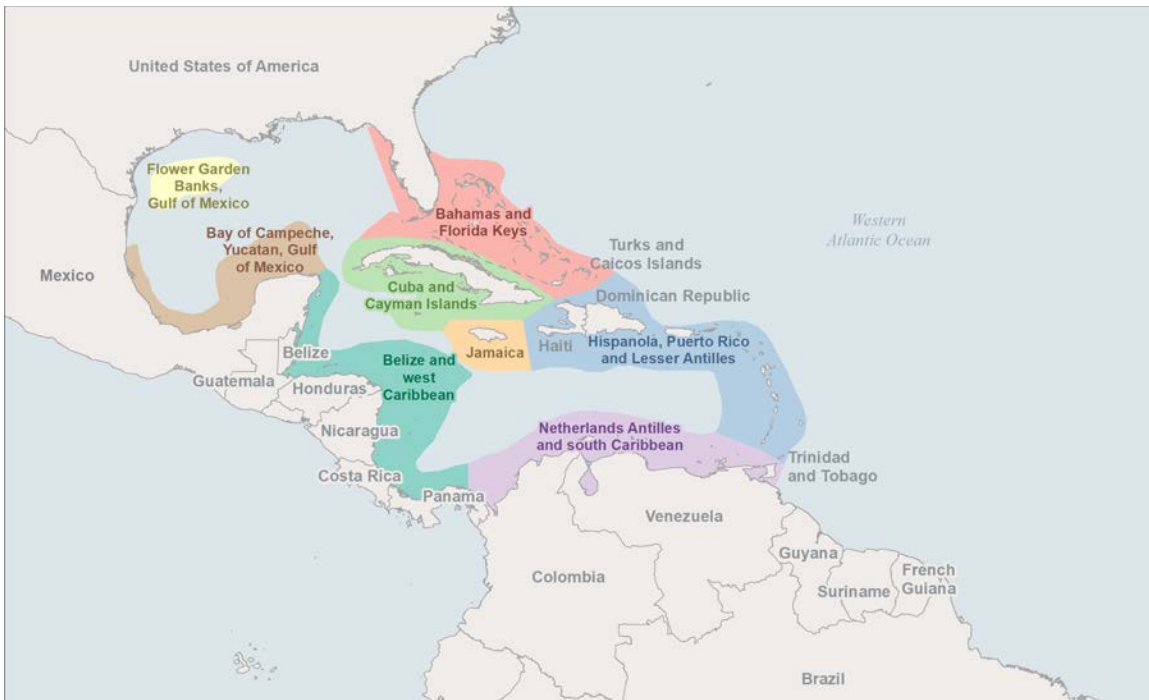 United States of America
Flower Garden
Banks,
Gulf of Mexico
Bahamas and
Florida Keys
Western
Atlantic Ocean
Bay of Campeche,
Yucatan, Gulf
of Mexico
Mexico
Turks and
Caicos Islands
Cuba and
Cayman Islands
Dominican Republic
Jamaica
Haiti
Hispanola, Puerto Rico
and Lesser Antilles
Belize
Belize and
west
Caribbean
Guatemala
Honduras
Nicaragua
Netherlands Antilles
and south Caribbean
Costa Rica
Trinidad
and Tobago
Panama
Venezuela
Guyana
Colombia
Suriname
French
Guiana
Brazil